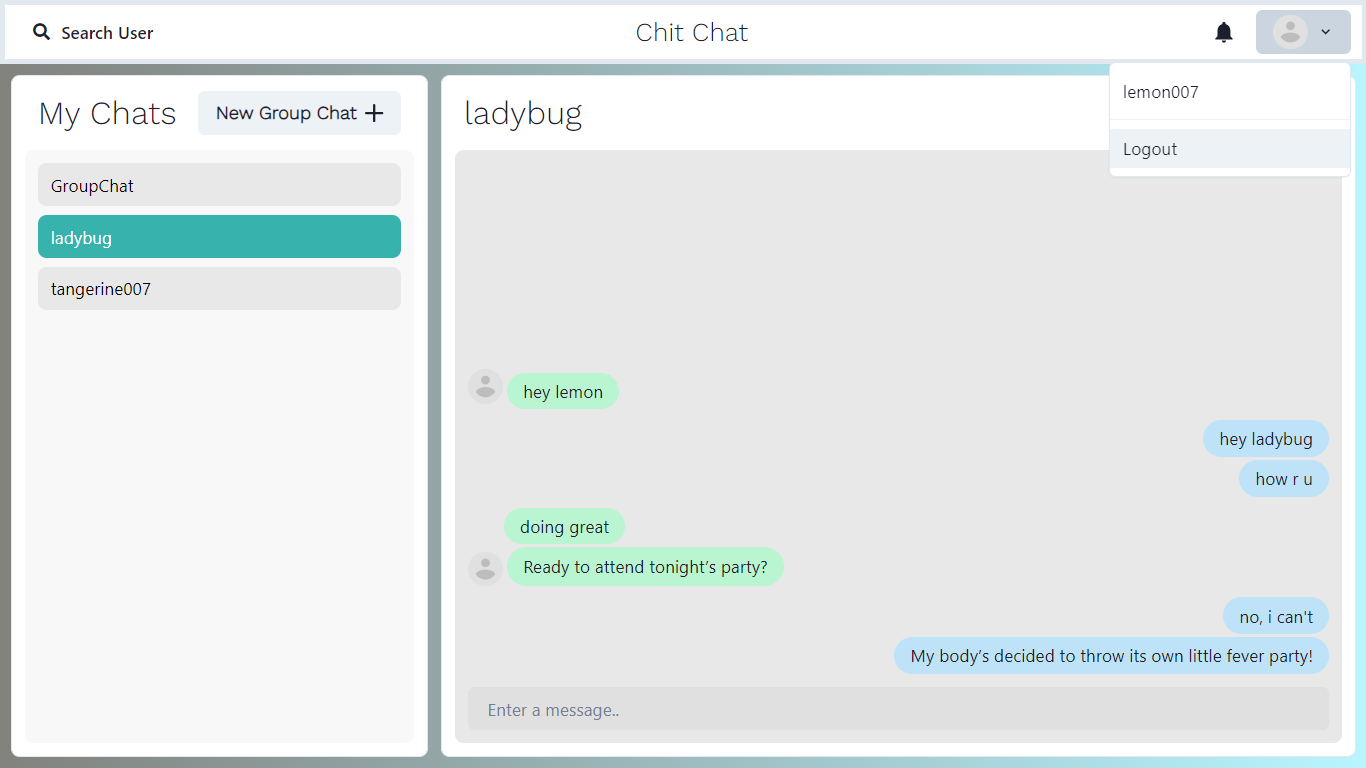 Search User
Chit Chat
lemon007
Logout
My Chats
New Group Chat
GroupChat
ladybug
tangerine007
ladybug
hey lemon
hey ladybug
how r u
doing great
Ready to attend tonight’s party?
no, i can't
My body’s decided to throw its own little fever party!
Enter a message..